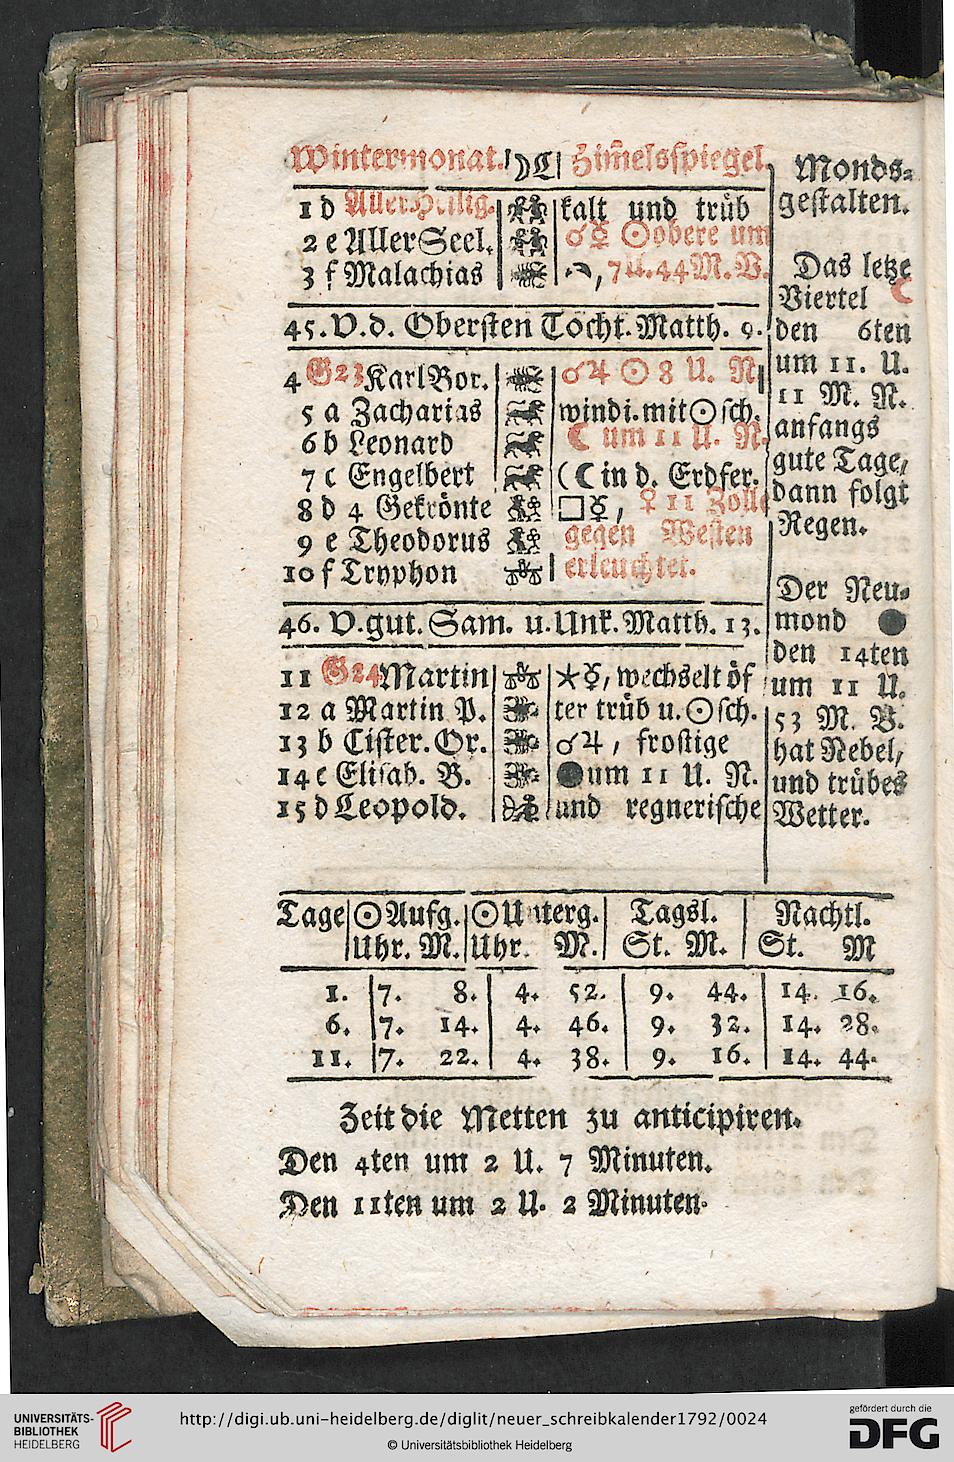 Wintermonat. ☽☾ Him̃elsspiegel.
1 d Aller Heilig. kalt und trüb
2 e Aller Seel. ☌☿ ☉ obere um
3 f Malachias 7 U. 44 M. V.
45. V. d. Obersten Tocht. Matth. 9.
4 G 23 Karl Bor. ☌♃ ☉ 8 U. N.
5 a Zacharias windi. mit ☉ sch.
6 b Leonard ☾ um 11 U. N.
7 c Engelbert (☾ in d. Erdfer.
8 d 4 Gekrönte □☿, ♀ 11 Zolle
9 e Theodorus gegen Westen
10 f Tryphon erleuchtet.
46. V. gut. Sam. u. Unk. Matth. 13.
11 G 24 Martin ⚹☿, wechselt öf
12 a Martin P. ter trüb u. ☉ sch.
13 b Cister. Or. ☌♃, frostige
14 c Elisab. B. ● um 11 U. N.
15 d Leopold. und regnerische
Monds-
gestalten.
Das letzte
Viertel ☾
den 6ten
um 11. U.
11 M. N.
anfangs
gute Tage,
dann folgt
Regen.
Der Neu-
mond ●
den 14ten
um 11 U.
53 M. V.
hat Nebel,
und trübes
Wetter.
Tage ☉ Aufg. ☉ Unterg. Tagsl. Nachtl.
Uhr. M. Uhr. M. St. M. St. M
1. 7. 8. 4. 52. 9. 44. 14. 16.
6. 7. 14. 4. 46. 9. 32. 14. 28.
11. 7. 22. 4. 38. 9. 16. 14. 44.
Zeit die Metten zu anticipiren.
Den 4ten um 2 U. 7 Minuten.
Den 11ten um 2 U. 2 Minuten.
UNIVERSITÄTS-
BIBLIOTHEK
HEIDELBERG
http://digi.ub.uni-heidelberg.de/diglit/neuer_schreibkalender1792/0024
© Universitätsbibliothek Heidelberg
gefördert durch die
DFG